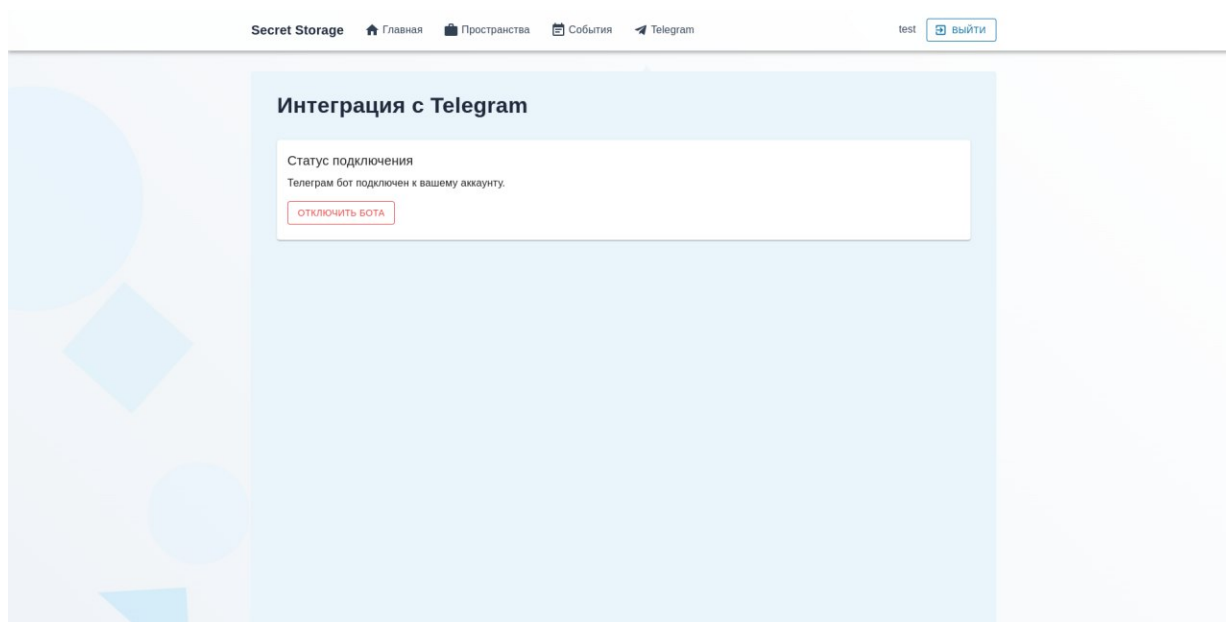 Secret Storage Главная Пространства События Telegram test ВЫЙТИ
Интеграция с Telegram
Статус подключения
Телеграм бот подключен к вашему аккаунту.
ОТКЛЮЧИТЬ БОТА